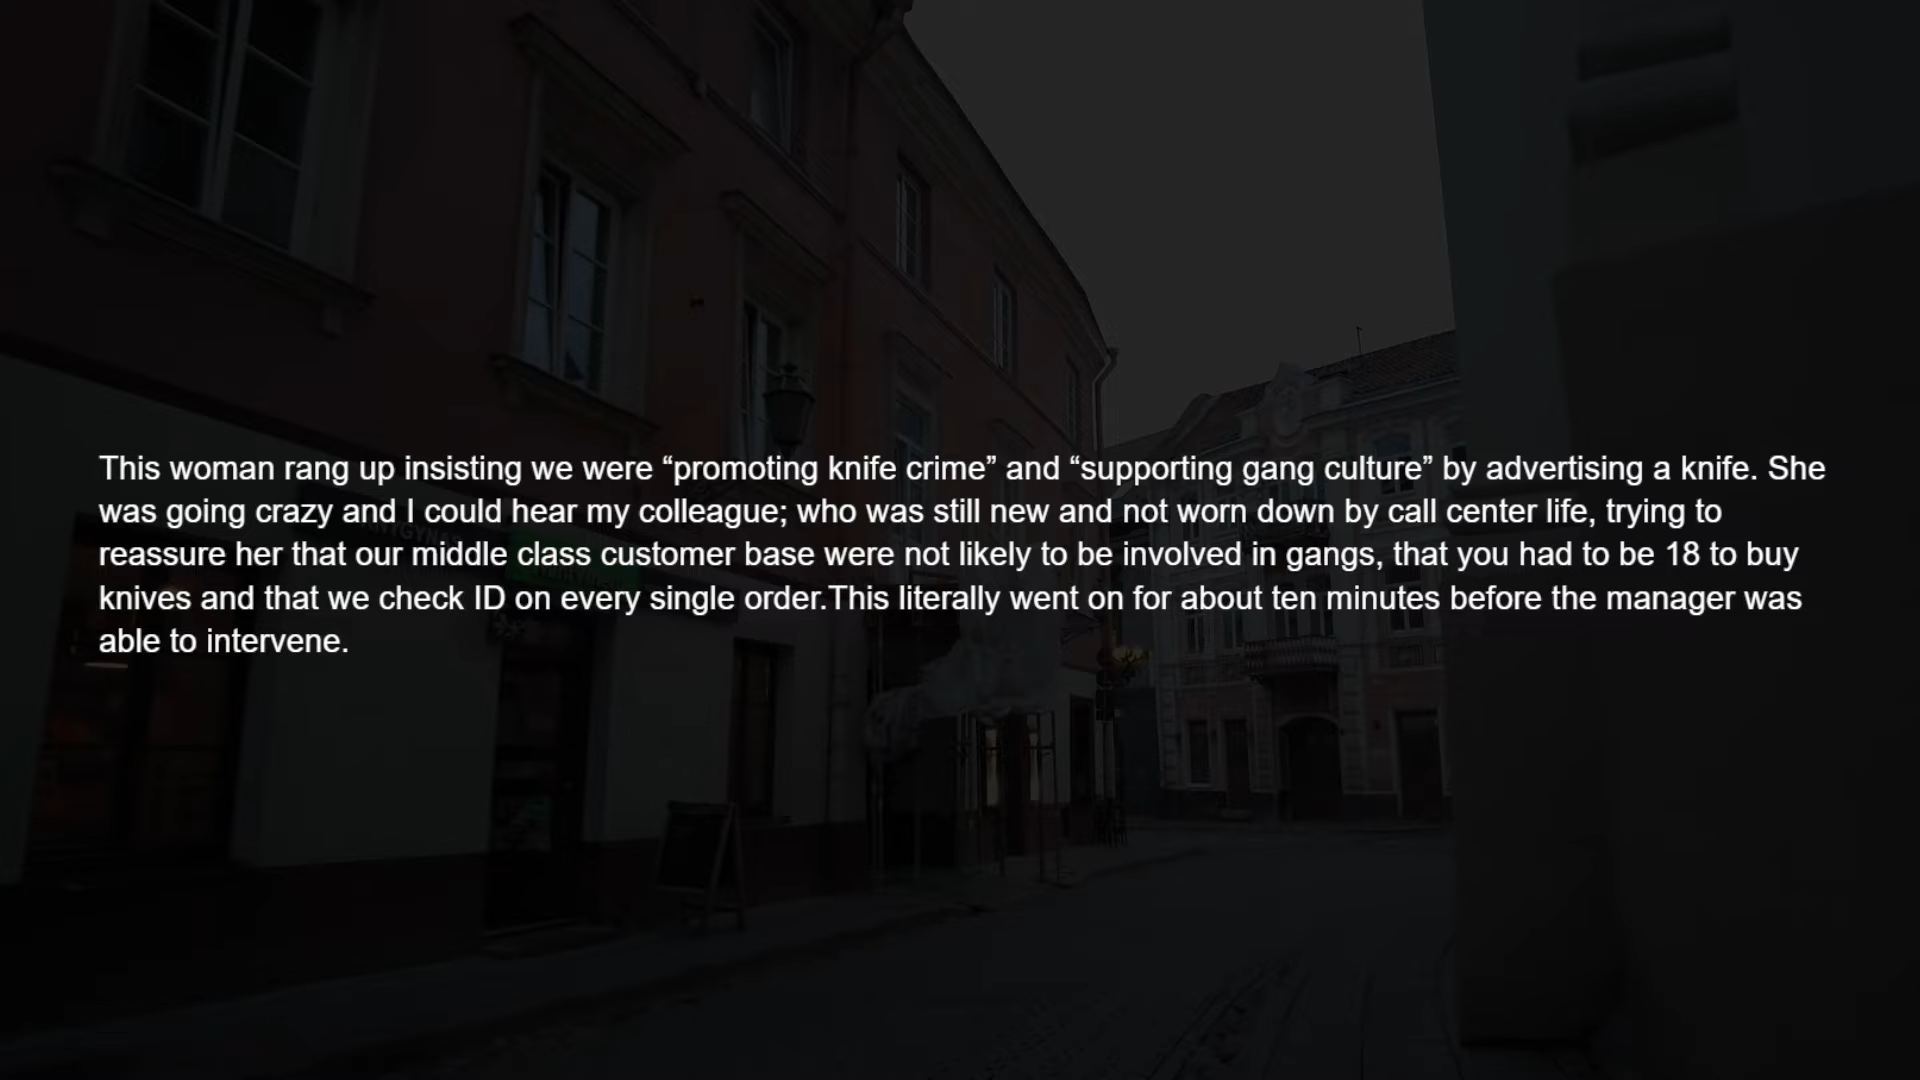 This woman rang up insisting we were “promoting knife crime” and “supporting gang culture” by advertising a knife. She
was going crazy and I could hear my colleague; who was still new and not worn down by call center life, trying to
reassure her that our middle class customer base were not likely to be involved in gangs, that you had to be 18 to buy
knives and that we check ID on every single order.This literally went on for about ten minutes before the manager was
able to intervene.